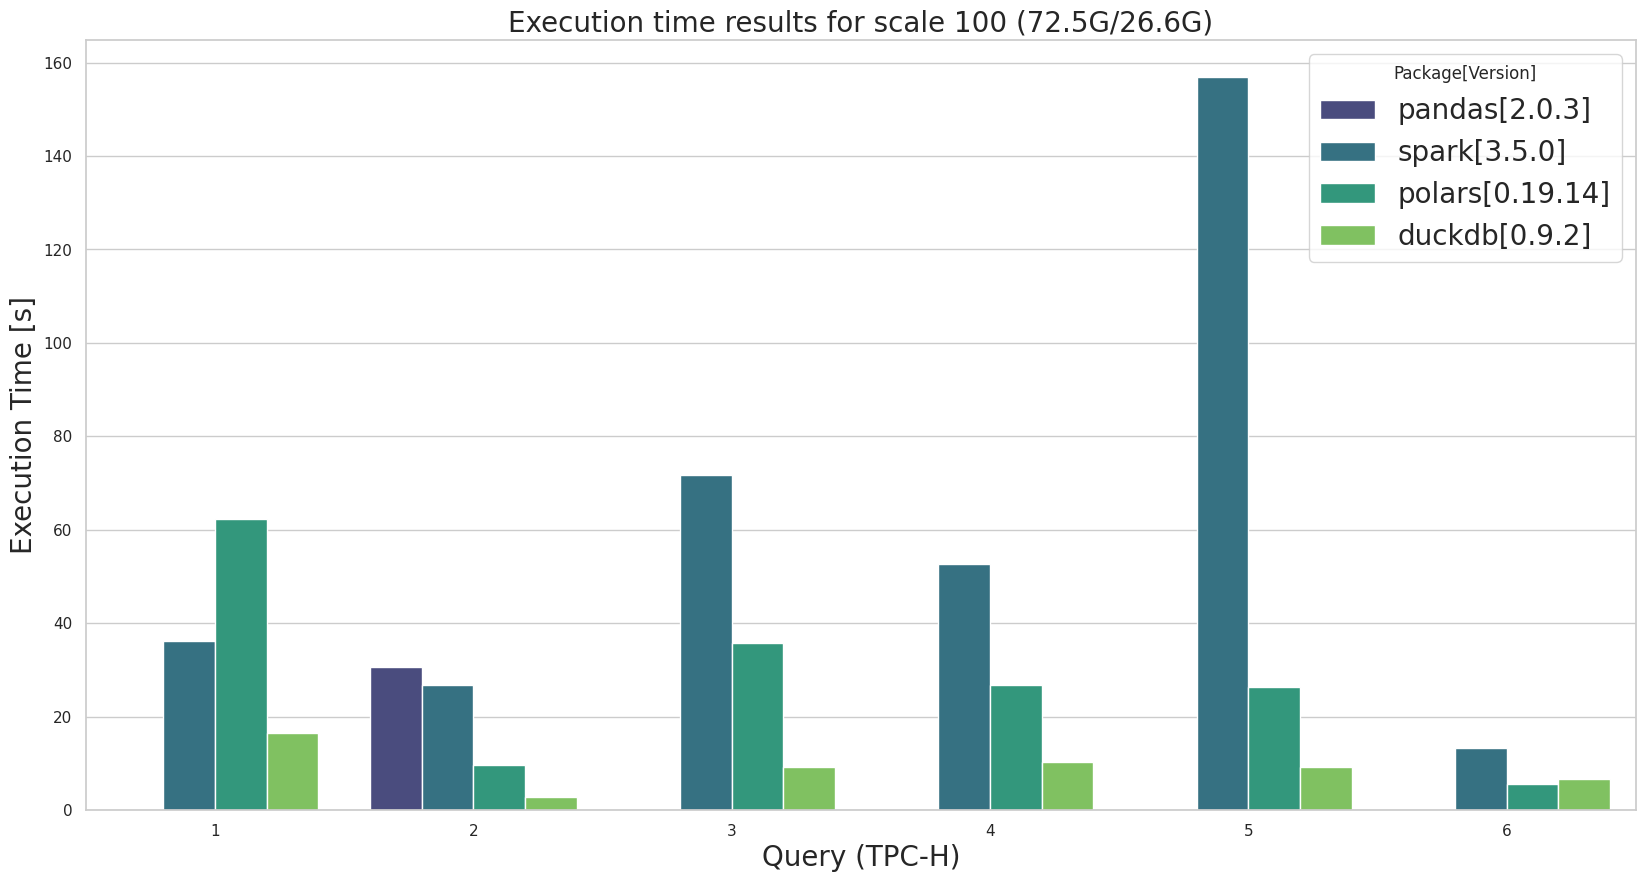 Execution time results for scale 100 (72.5G/26.6G)
Package[Version]
pandas[2.0.3]
spark[3.5.0]
polars[0.19.14]
duckdb[0.9.2]
Execution Time [s]
160
140
120
100
80
60
40
20
0
1 2 3 4 5 6
Query (TPC-H)